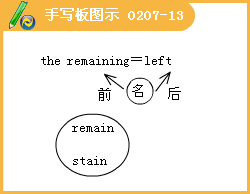 手写板图示 0207-13
the remaining=left
前 名 后
remain
stain